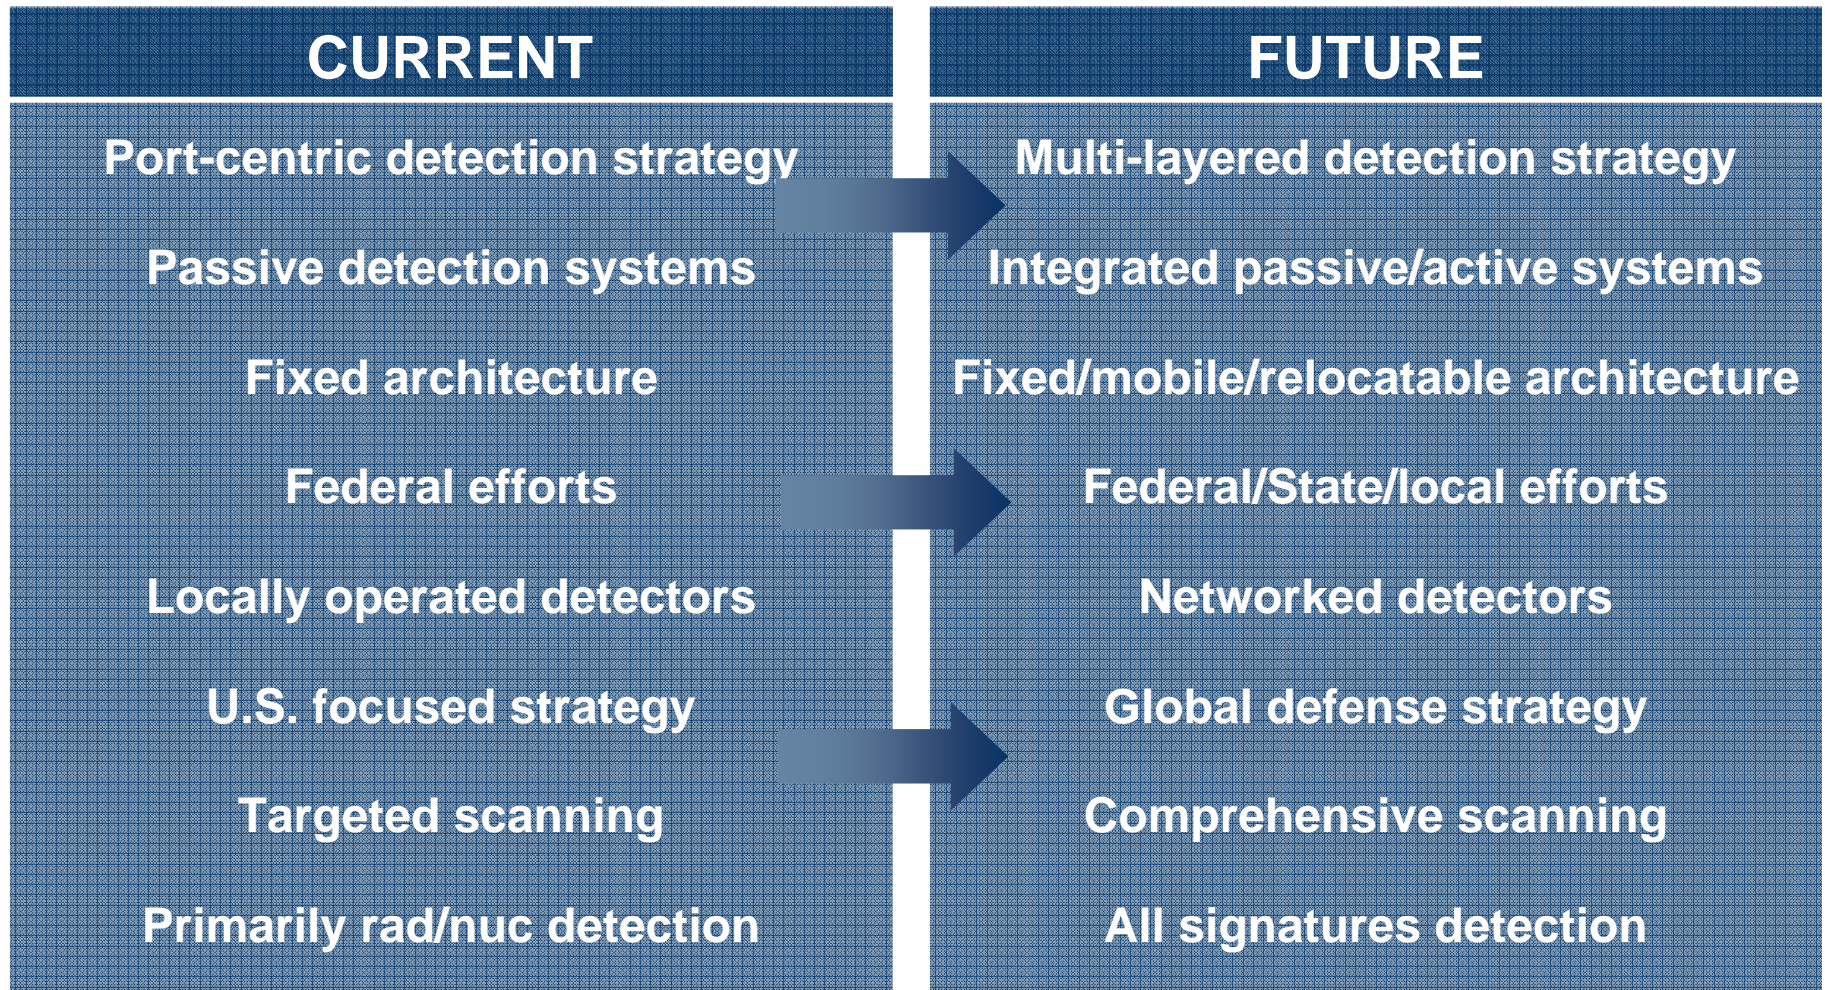 CURRENT
FUTURE
Port-centric detection strategy
Multi-layered detection strategy
Passive detection systems
Integrated passive/active systems
Fixed architecture
Fixed/mobile/relocatable architecture
Federal efforts
Federal/State/local efforts
Locally operated detectors
Networked detectors
U.S. focused strategy
Global defense strategy
Targeted scanning
Comprehensive scanning
Primarily rad/nuc detection
All signatures detection